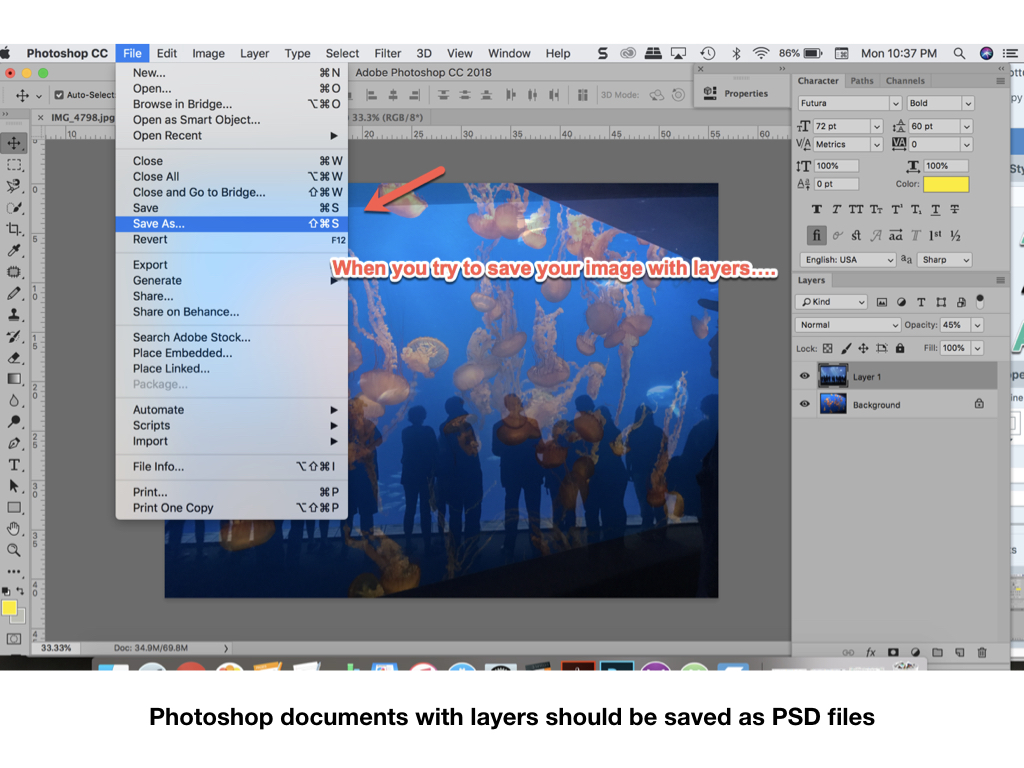 Photoshop CC File Edit Image Layer Type Select Filter 3D View Window Help 86% Mon 10:37 PM
Adobe Photoshop CC 2018
Auto-Select
3D Mode:
Properties
IMG_4798.jpg
33.3% (RGB/8*)
10 20 25 30 35 40 45 50 55 60
New... ⌘N
Open... ⌘O
Browse in Bridge... ⌥⌘O
Open as Smart Object...
Open Recent
Close ⌘W
Close All ⌥⌘W
Close and Go to Bridge... ⇧⌘W
Save ⌘S
Save As... ⇧⌘S
Revert F12
Export
Generate
Share...
Share on Behance...
Search Adobe Stock...
Place Embedded...
Place Linked...
Package...
Automate
Scripts
Import
File Info... ⌥⇧⌘I
Print... ⌘P
Print One Copy ⌥⇧⌘P
When you try to save your image with layers....
Character Paths Channels
Futura Bold
72 pt 60 pt
Metrics 0
100% 100%
0 pt Color:
English: USA Sharp
Layers
Kind
Normal Opacity: 45%
Lock: Fill: 100%
Layer 1
Background
33.33% Doc: 34.9M/69.8M
Photoshop documents with layers should be saved as PSD files